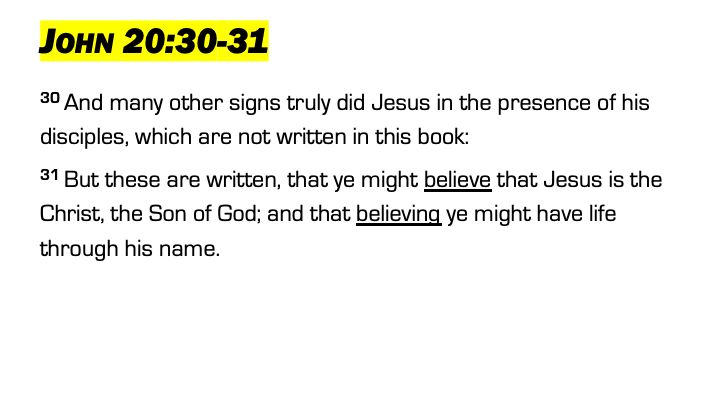 JOHN 20:30-31
30 And many other signs truly did Jesus in the presence of his
disciples, which are not written in this book:
31 But these are written, that ye might believe that Jesus is the
Christ, the Son of God; and that believing ye might have life
through his name.